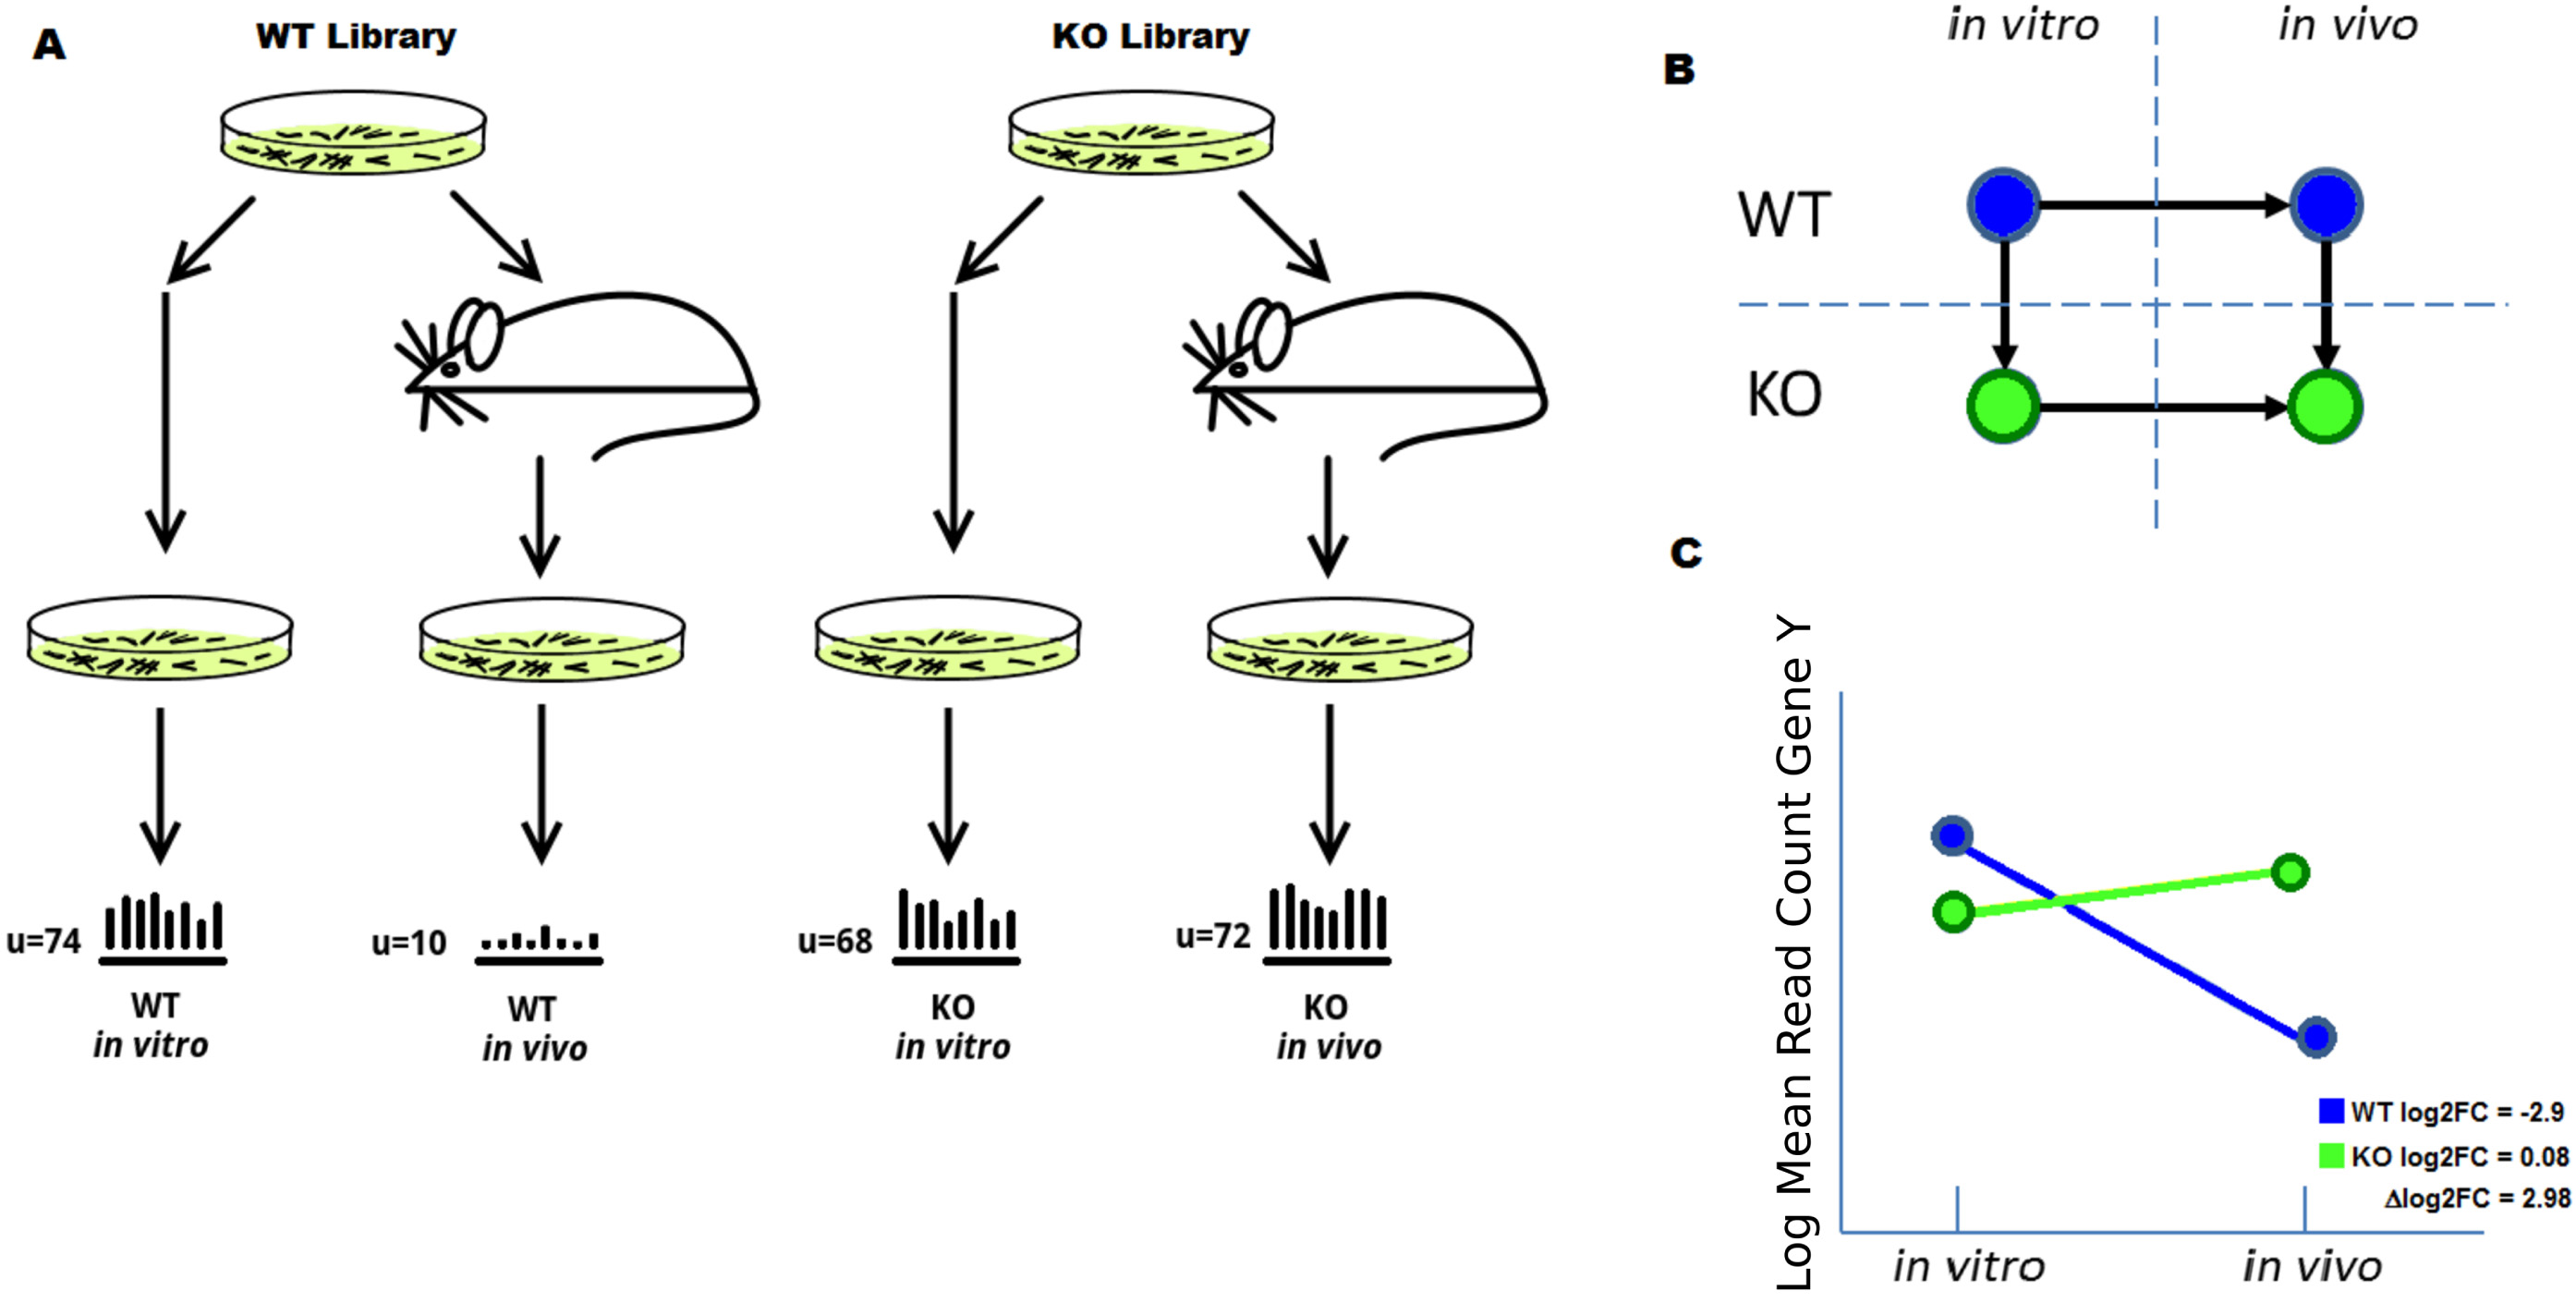 A
WT Library
KO Library
u=74
WT
in vitro
u=10
WT
in vivo
u=68
KO
in vitro
u=72
KO
in vivo
B
in vitro
in vivo
WT
KO
C
Log Mean Read Count Gene Y
WT log2FC = -2.9
KO log2FC = 0.08
Δlog2FC = 2.98
in vitro
in vivo